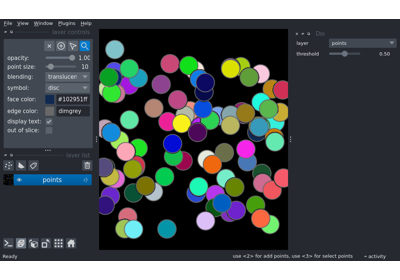 File View Window Plugins Help
layer controls
opacity: 1.00
point size: 10
blending: translucen
symbol: disc
face color: #102951ff
edge color: dimgrey
display text:
out of slice:
layer list
points
layer points
threshold 0.50
Ready
use <2> for add points, use <3> for select points
activity